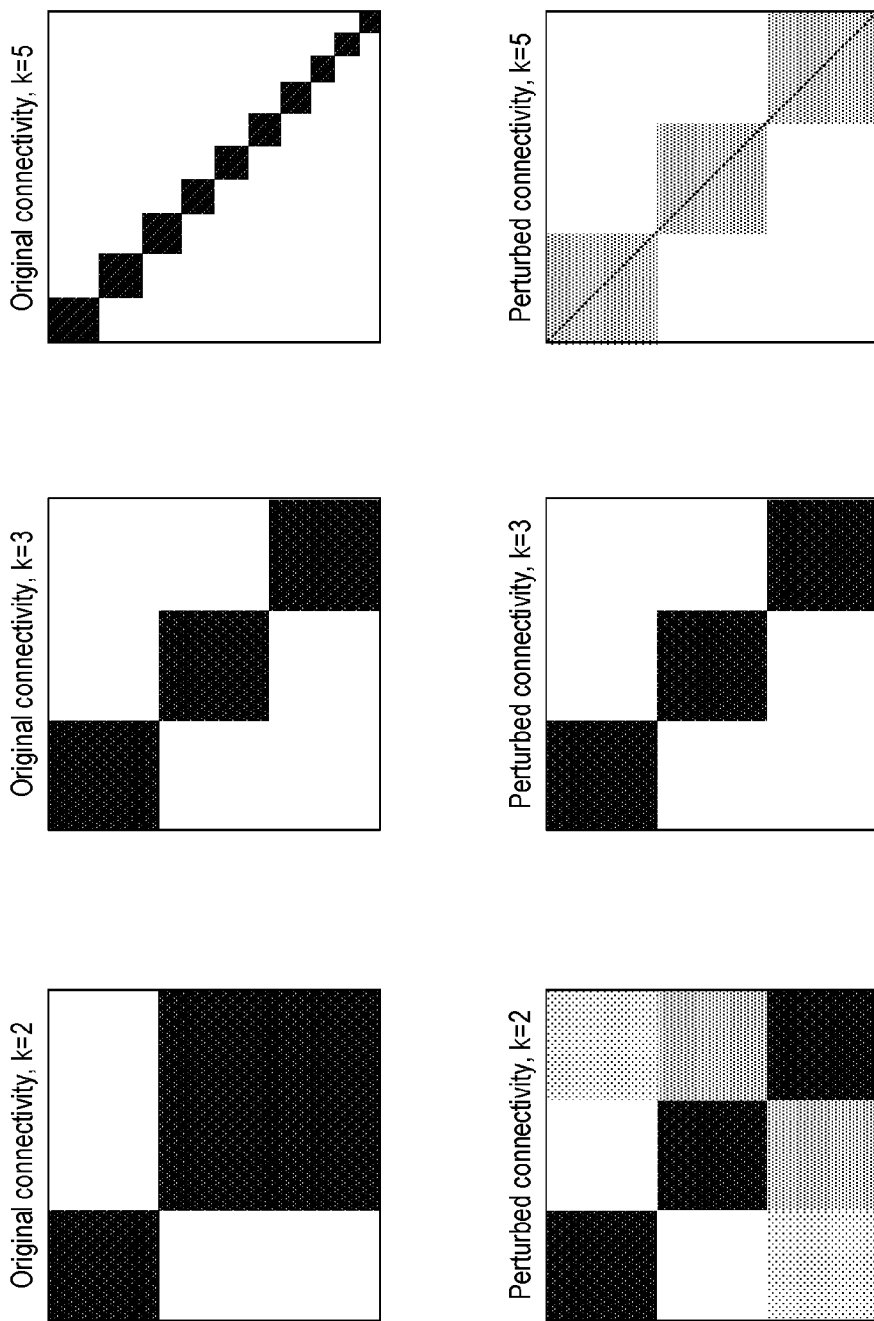 Original connectivity, k=5
Perturbed connectivity, k=5
Original connectivity, k=3
Perturbed connectivity, k=3
Original connectivity, k=2
Perturbed connectivity, k=2